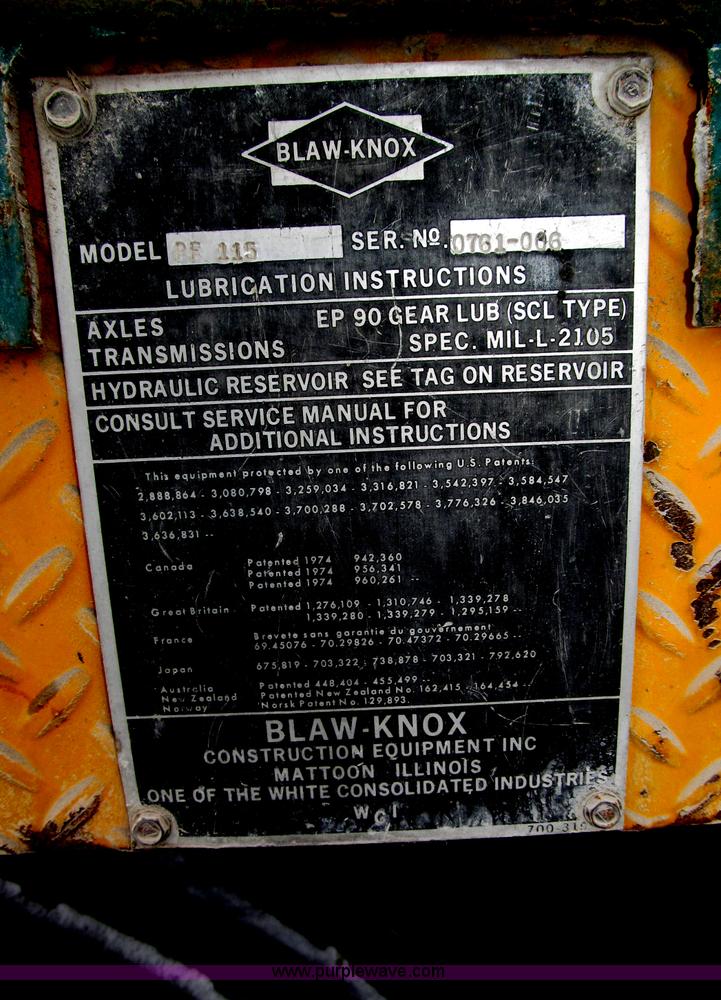 BLAW-KNOX
MODEL PF 115 SER. NO. 0761-006
LUBRICATION INSTRUCTIONS
AXLES EP 90 GEAR LUB (SCL TYPE)
TRANSMISSIONS SPEC. MIL-L-2105
HYDRAULIC RESERVOIR SEE TAG ON RESERVOIR
CONSULT SERVICE MANUAL FOR
ADDITIONAL INSTRUCTIONS
This equipment protected by one of the following U.S. Patents:
2,888,864 - 3,080,798 - 3,259,034 - 3,316,821 - 3,542,397 - 3,584,547
3,602,113 - 3,638,540 - 3,700,288 - 3,702,578 - 3,776,326 - 3,846,035
3,636,831 --
Canada Patented 1974 942,360
Patented 1974 956,341
Patented 1974 960,261 --
Great Britain Patented 1,276,109 - 1,310,746 - 1,339,278
1,339,280 - 1,339,279 - 1,295,159 --
France Brevete sans garantie du gouvernement
69.45076 - 70.29826 - 70.47372 - 70.29665 --
Japan 675,819 - 703,322 - 738,878 - 703,321 - 792,620
Australia Patented 448,404 - 455,499 --
New Zealand Patented New Zealand No. 162,415 - 164,454 --
Norway Norsk Patent No. 129,893
BLAW-KNOX
CONSTRUCTION EQUIPMENT INC
MATTOON ILLINOIS
ONE OF THE WHITE CONSOLIDATED INDUSTRIES
WCI
www.purplewave.com